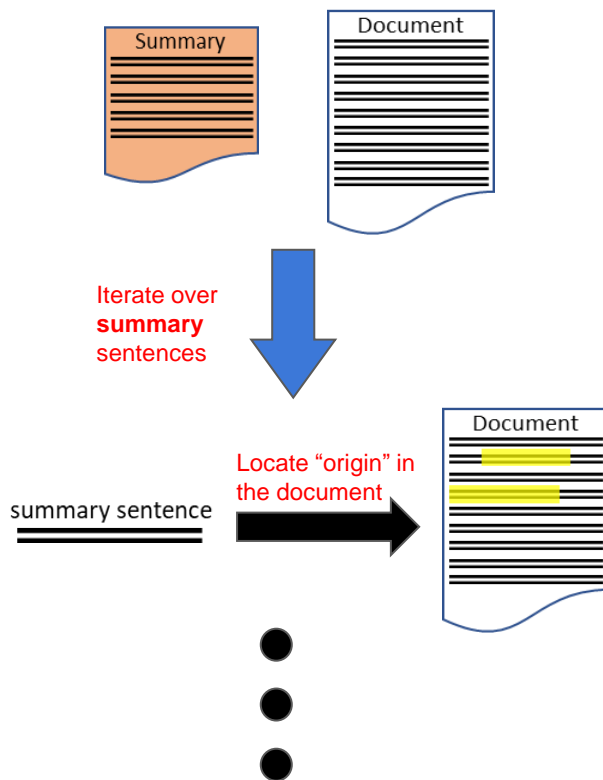 Summary
Document
Iterate over
summary
sentences
Document
Locate “origin” in
the document
summary sentence